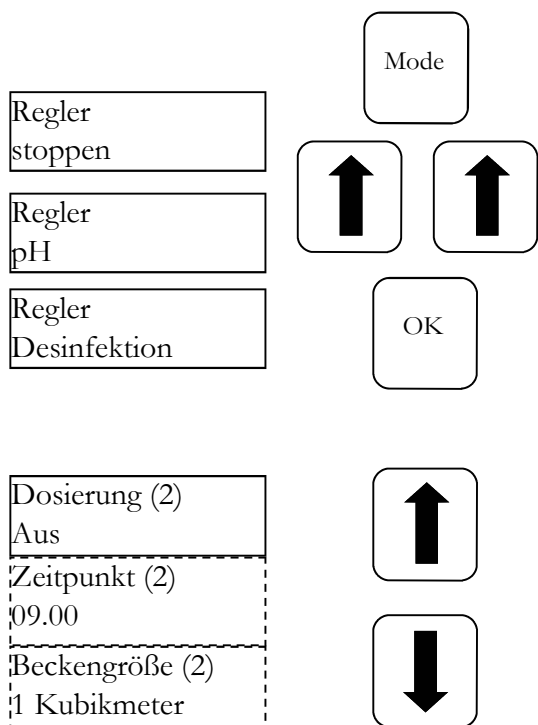 Mode
Regler
stoppen
Regler
pH
Regler
Desinfektion
OK
Dosierung (2)
Aus
Zeitpunkt (2)
09.00
Beckengröße (2)
1 Kubikmeter